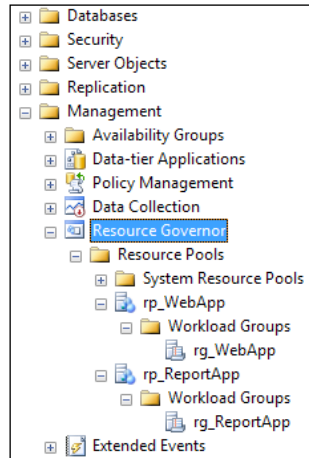 Databases
Security
Server Objects
Replication
Management
Availability Groups
Data-tier Applications
Policy Management
Data Collection
Resource Governor
Resource Pools
System Resource Pools
rp_WebApp
Workload Groups
rg_WebApp
rp_ReportApp
Workload Groups
rg_ReportApp
Extended Events